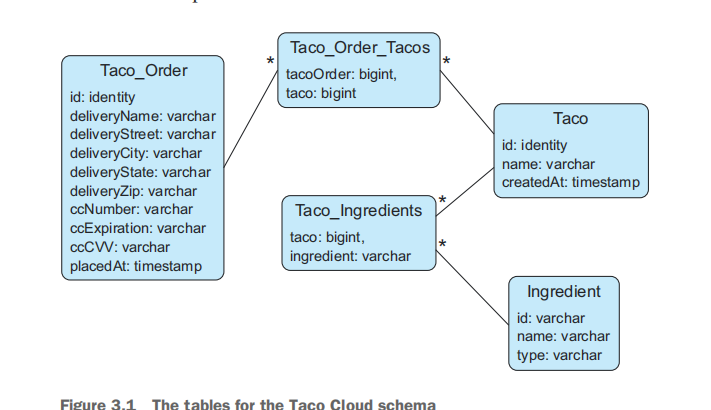 Taco_Order
id: identity
deliveryName: varchar
deliveryStreet: varchar
deliveryCity: varchar
deliveryState: varchar
deliveryZip: varchar
ccNumber: varchar
ccExpiration: varchar
ccCVV: varchar
placedAt: timestamp
*
Taco_Order_Tacos
tacoOrder: bigint,
taco: bigint
*
Taco
id: identity
name: varchar
createdAt: timestamp
Taco_Ingredients
taco: bigint,
ingredient: varchar
*
*
Ingredient
id: varchar
name: varchar
type: varchar
Figure 3.1 The tables for the Taco Cloud schema